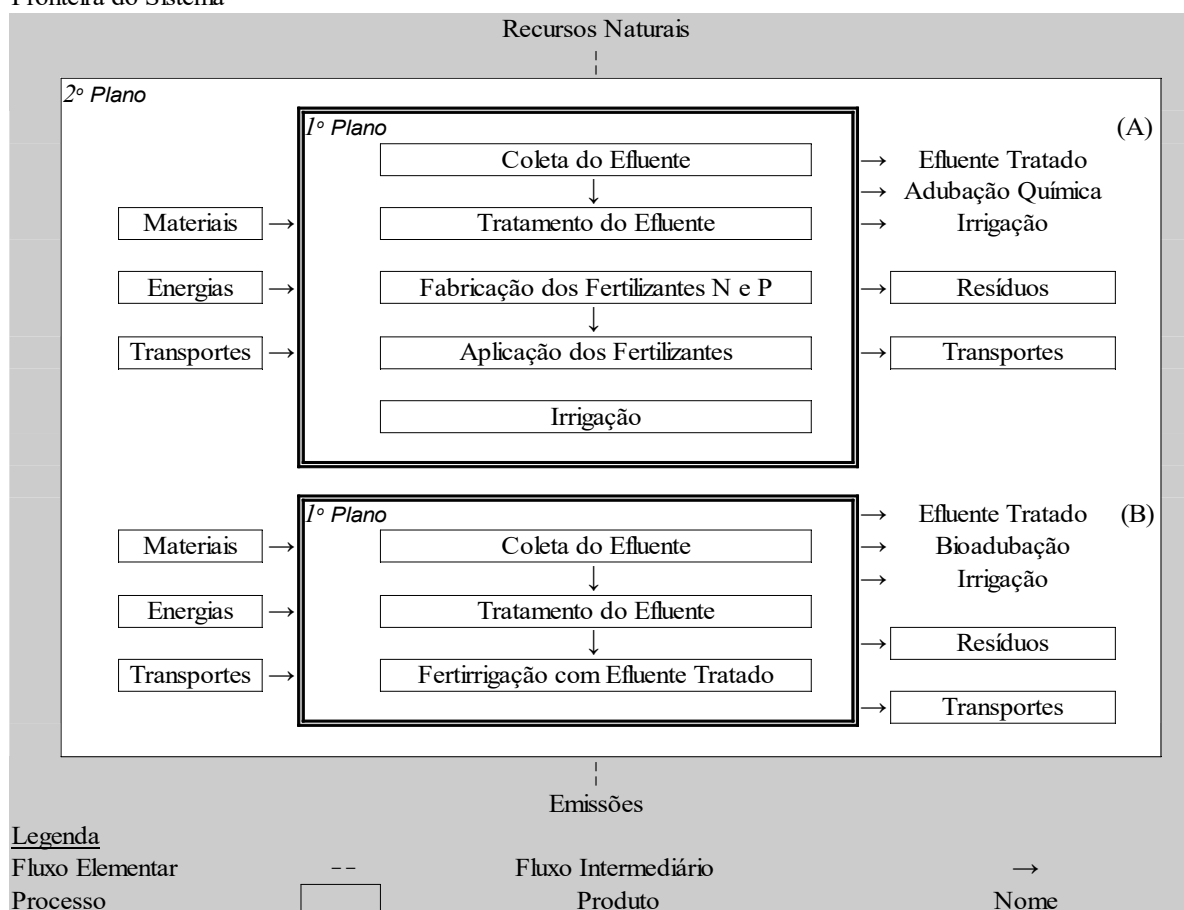 Fronteira do Sistema
Recursos Naturais
2º Plano
1º Plano (A)
Coleta do Efluente → Efluente Tratado
↓ → Adubação Química
Materiais → Tratamento do Efluente → Irrigação
Energias → Fabricação dos Fertilizantes N e P → Resíduos
↓
Transportes → Aplicação dos Fertilizantes → Transportes
Irrigação
1º Plano → Efluente Tratado (B)
Materiais → Coleta do Efluente → Bioadubação
↓ → Irrigação
Energias → Tratamento do Efluente
↓ → Resíduos
Transportes → Fertirrigação com Efluente Tratado
→ Transportes
Emissões
Legenda
Fluxo Elementar -- Fluxo Intermediário →
Processo Produto Nome